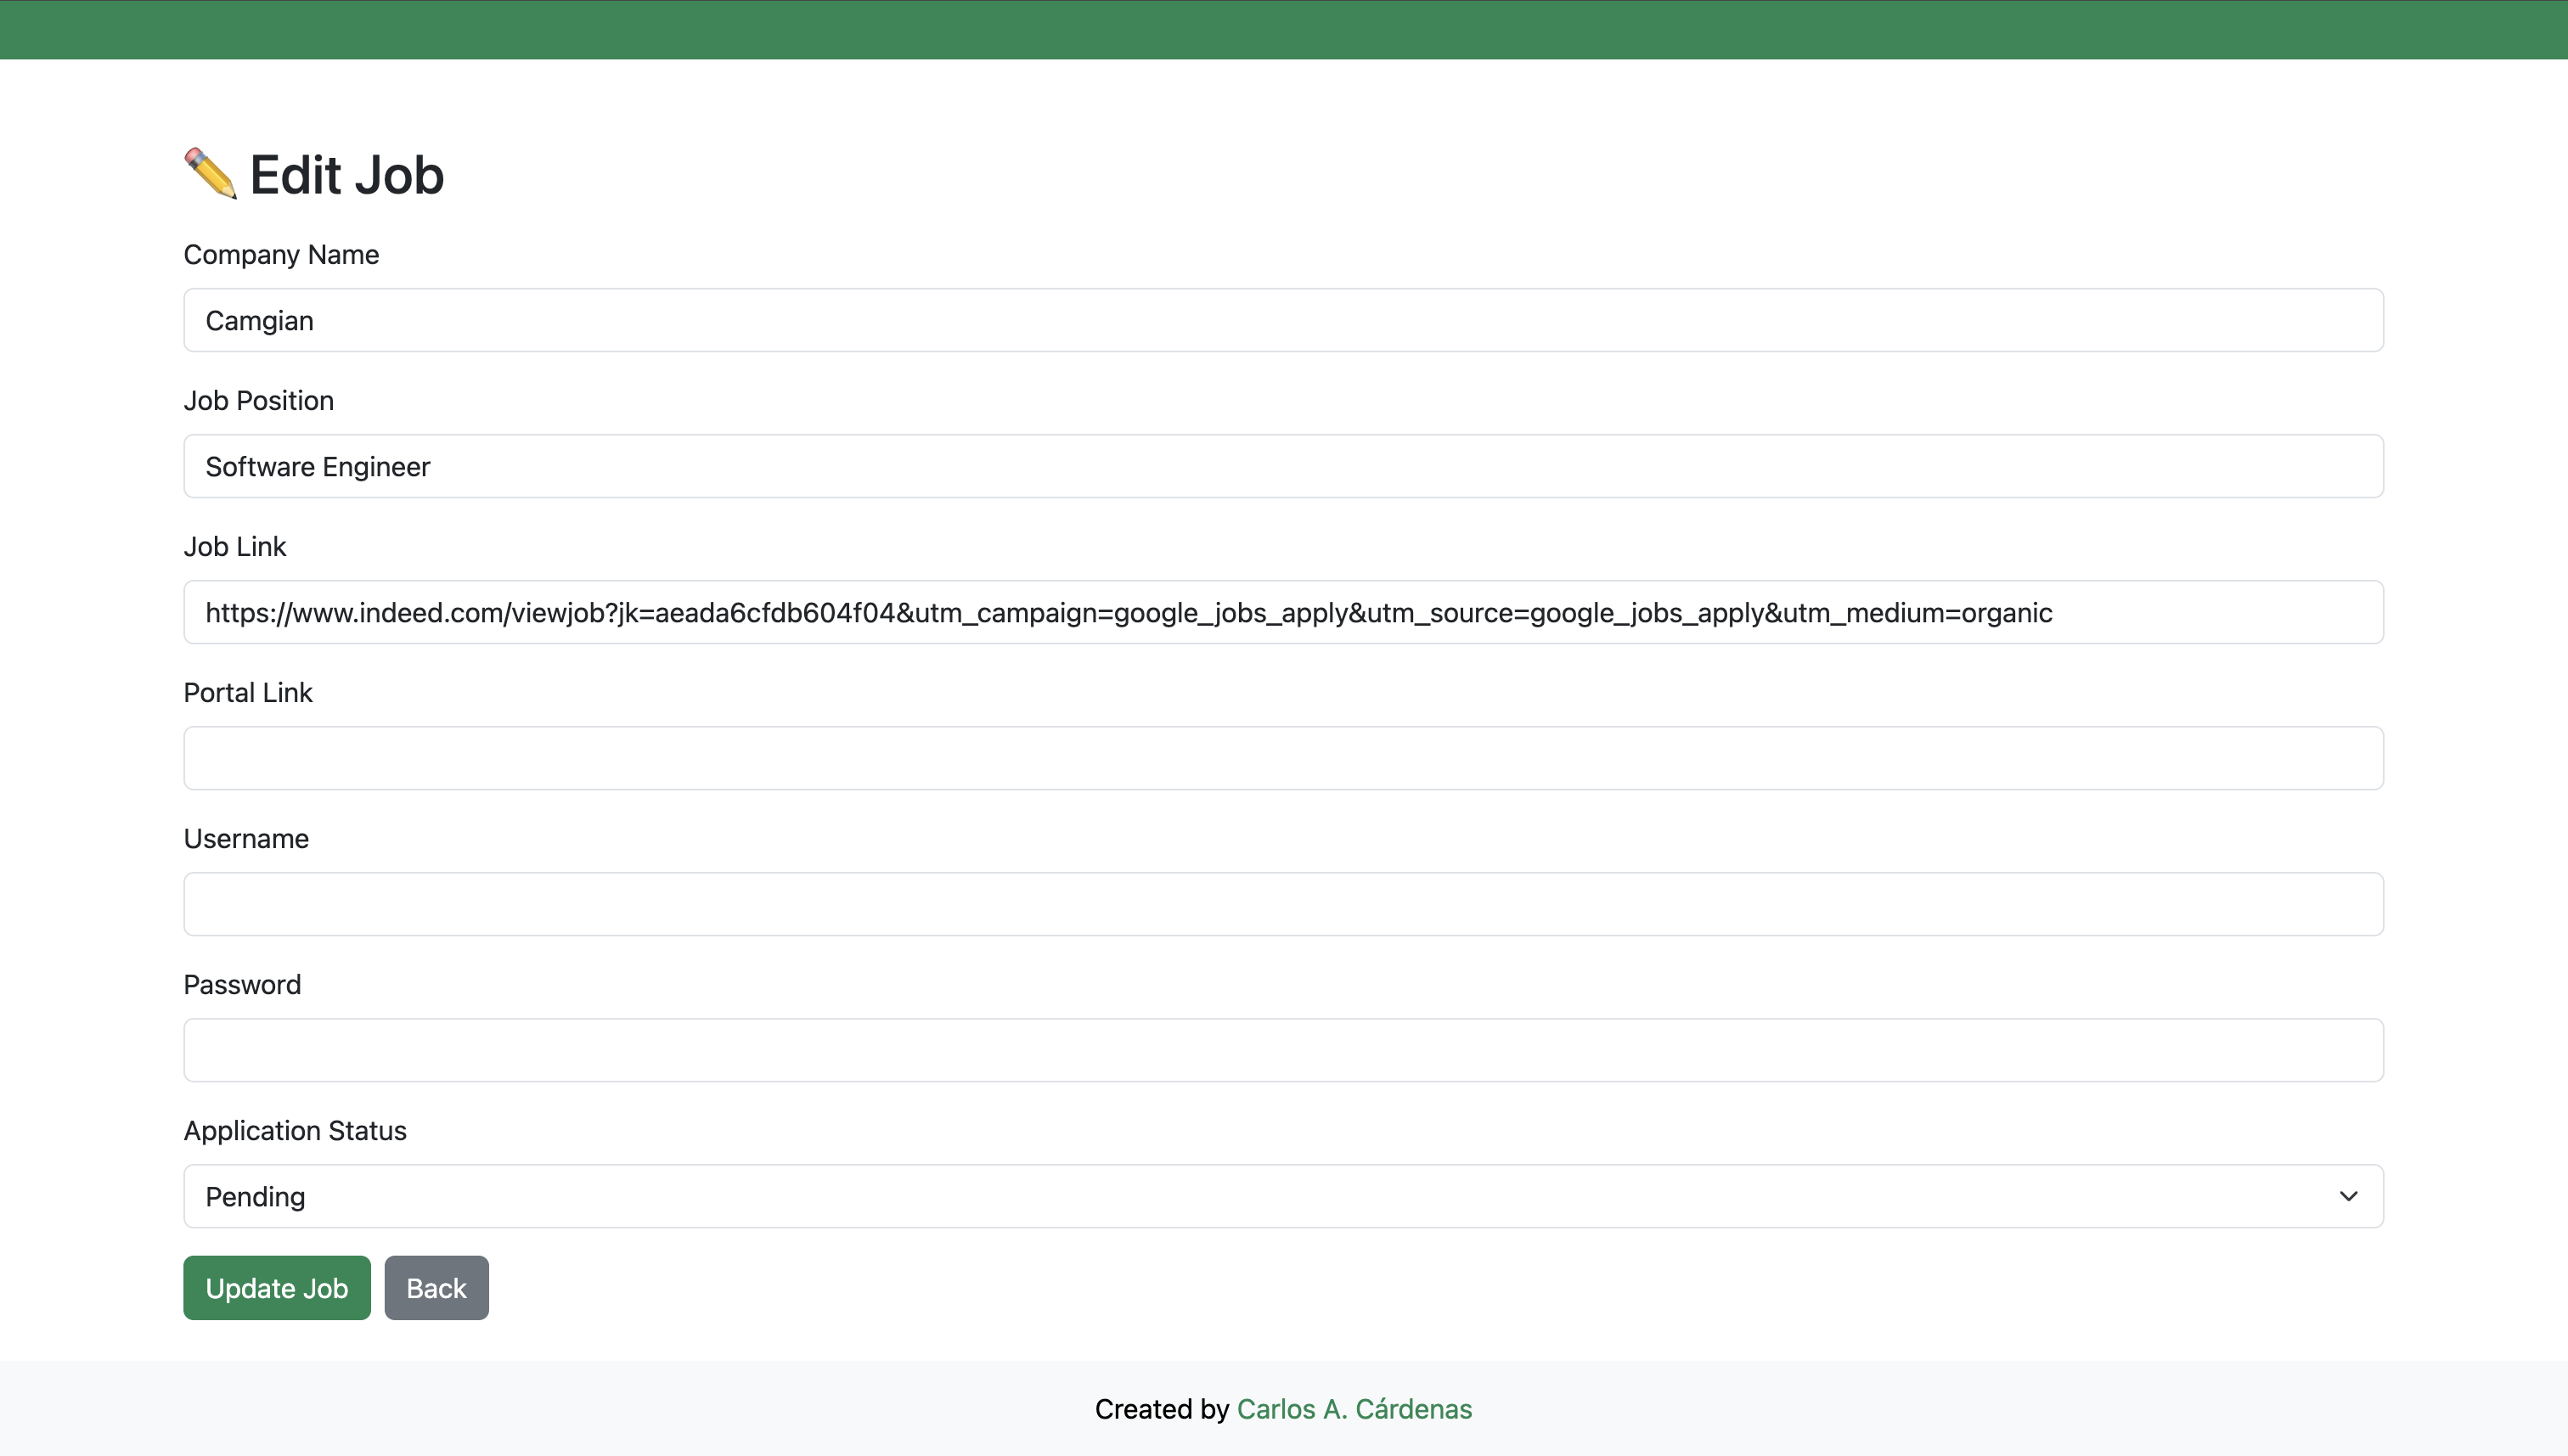 ✏️ Edit Job
Company Name
Camgian
Job Position
Software Engineer
Job Link
https://www.indeed.com/viewjob?jk=aeada6cfdb604f04&utm_campaign=google_jobs_apply&utm_source=google_jobs_apply&utm_medium=organic
Portal Link
Username
Password
Application Status
Pending
Update Job Back
Created by Carlos A. Cárdenas